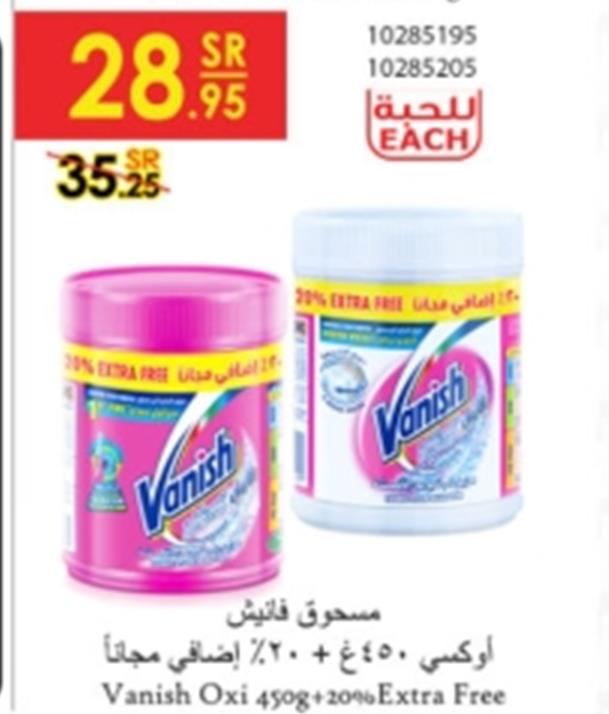 28.95 SR
35.25 SR
10285195
10285205
للحبة
EACH
20% EXTRA FREE إضافي مجانا ٢٠٪
Vanish
20% EXTRA FREE إضافي مجانا ٢٠٪
Vanish
مسحوق فانيش
أوكسي ٤٥٠غ + ٢٠٪ إضافي مجاناً
Vanish Oxi 450g+20%Extra Free